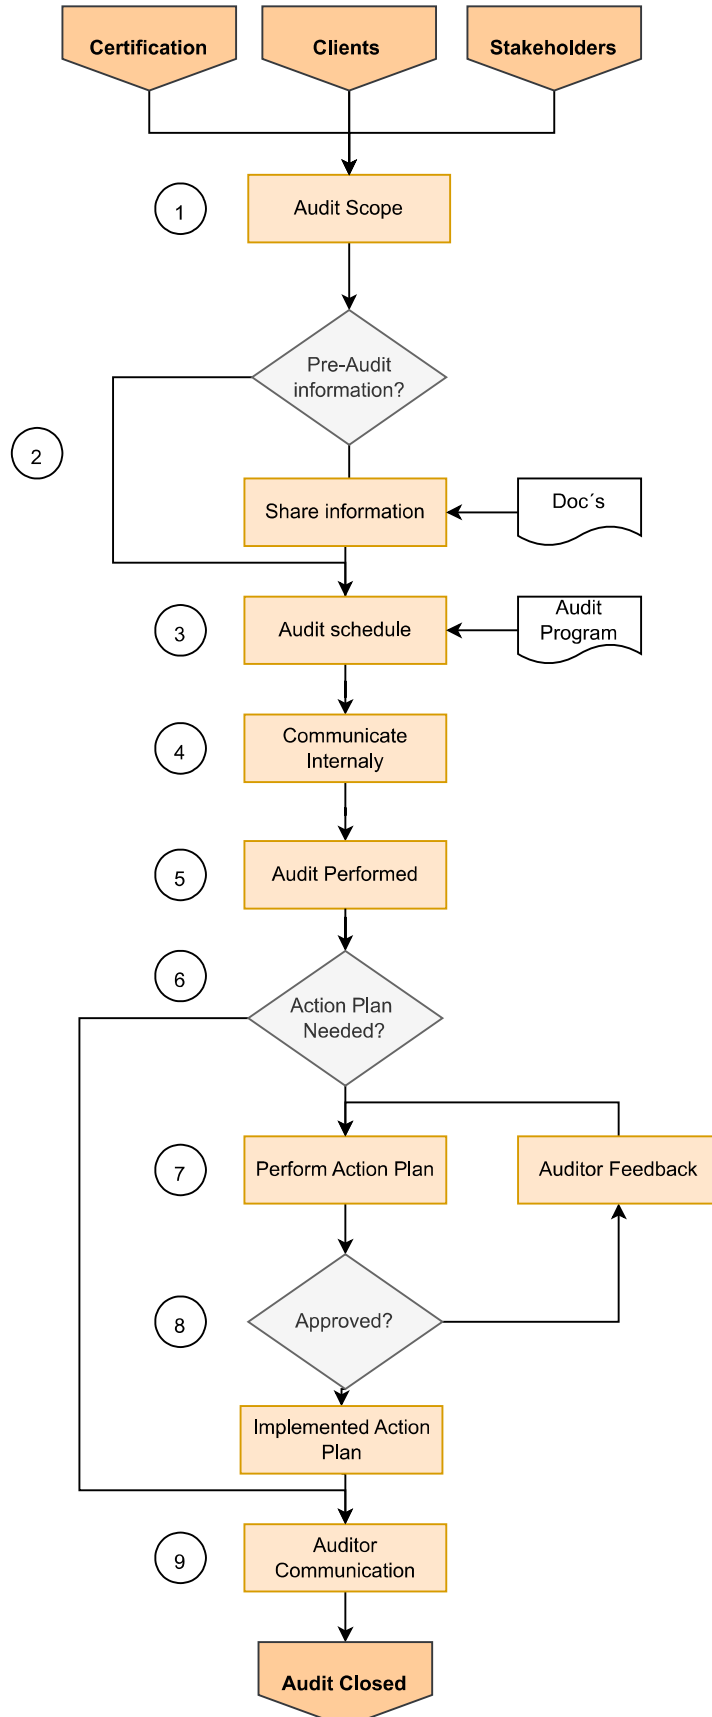 Certification
Clients
Stakeholders
1
Audit Scope
Pre-Audit
information?
2
Share information
Doc´s
3
Audit schedule
Audit
Program
4
Communicate
Internaly
5
Audit Performed
6
Action Plan
Needed?
7
Perform Action Plan
Auditor Feedback
8
Approved?
Implemented Action
Plan
9
Auditor
Communication
Audit Closed